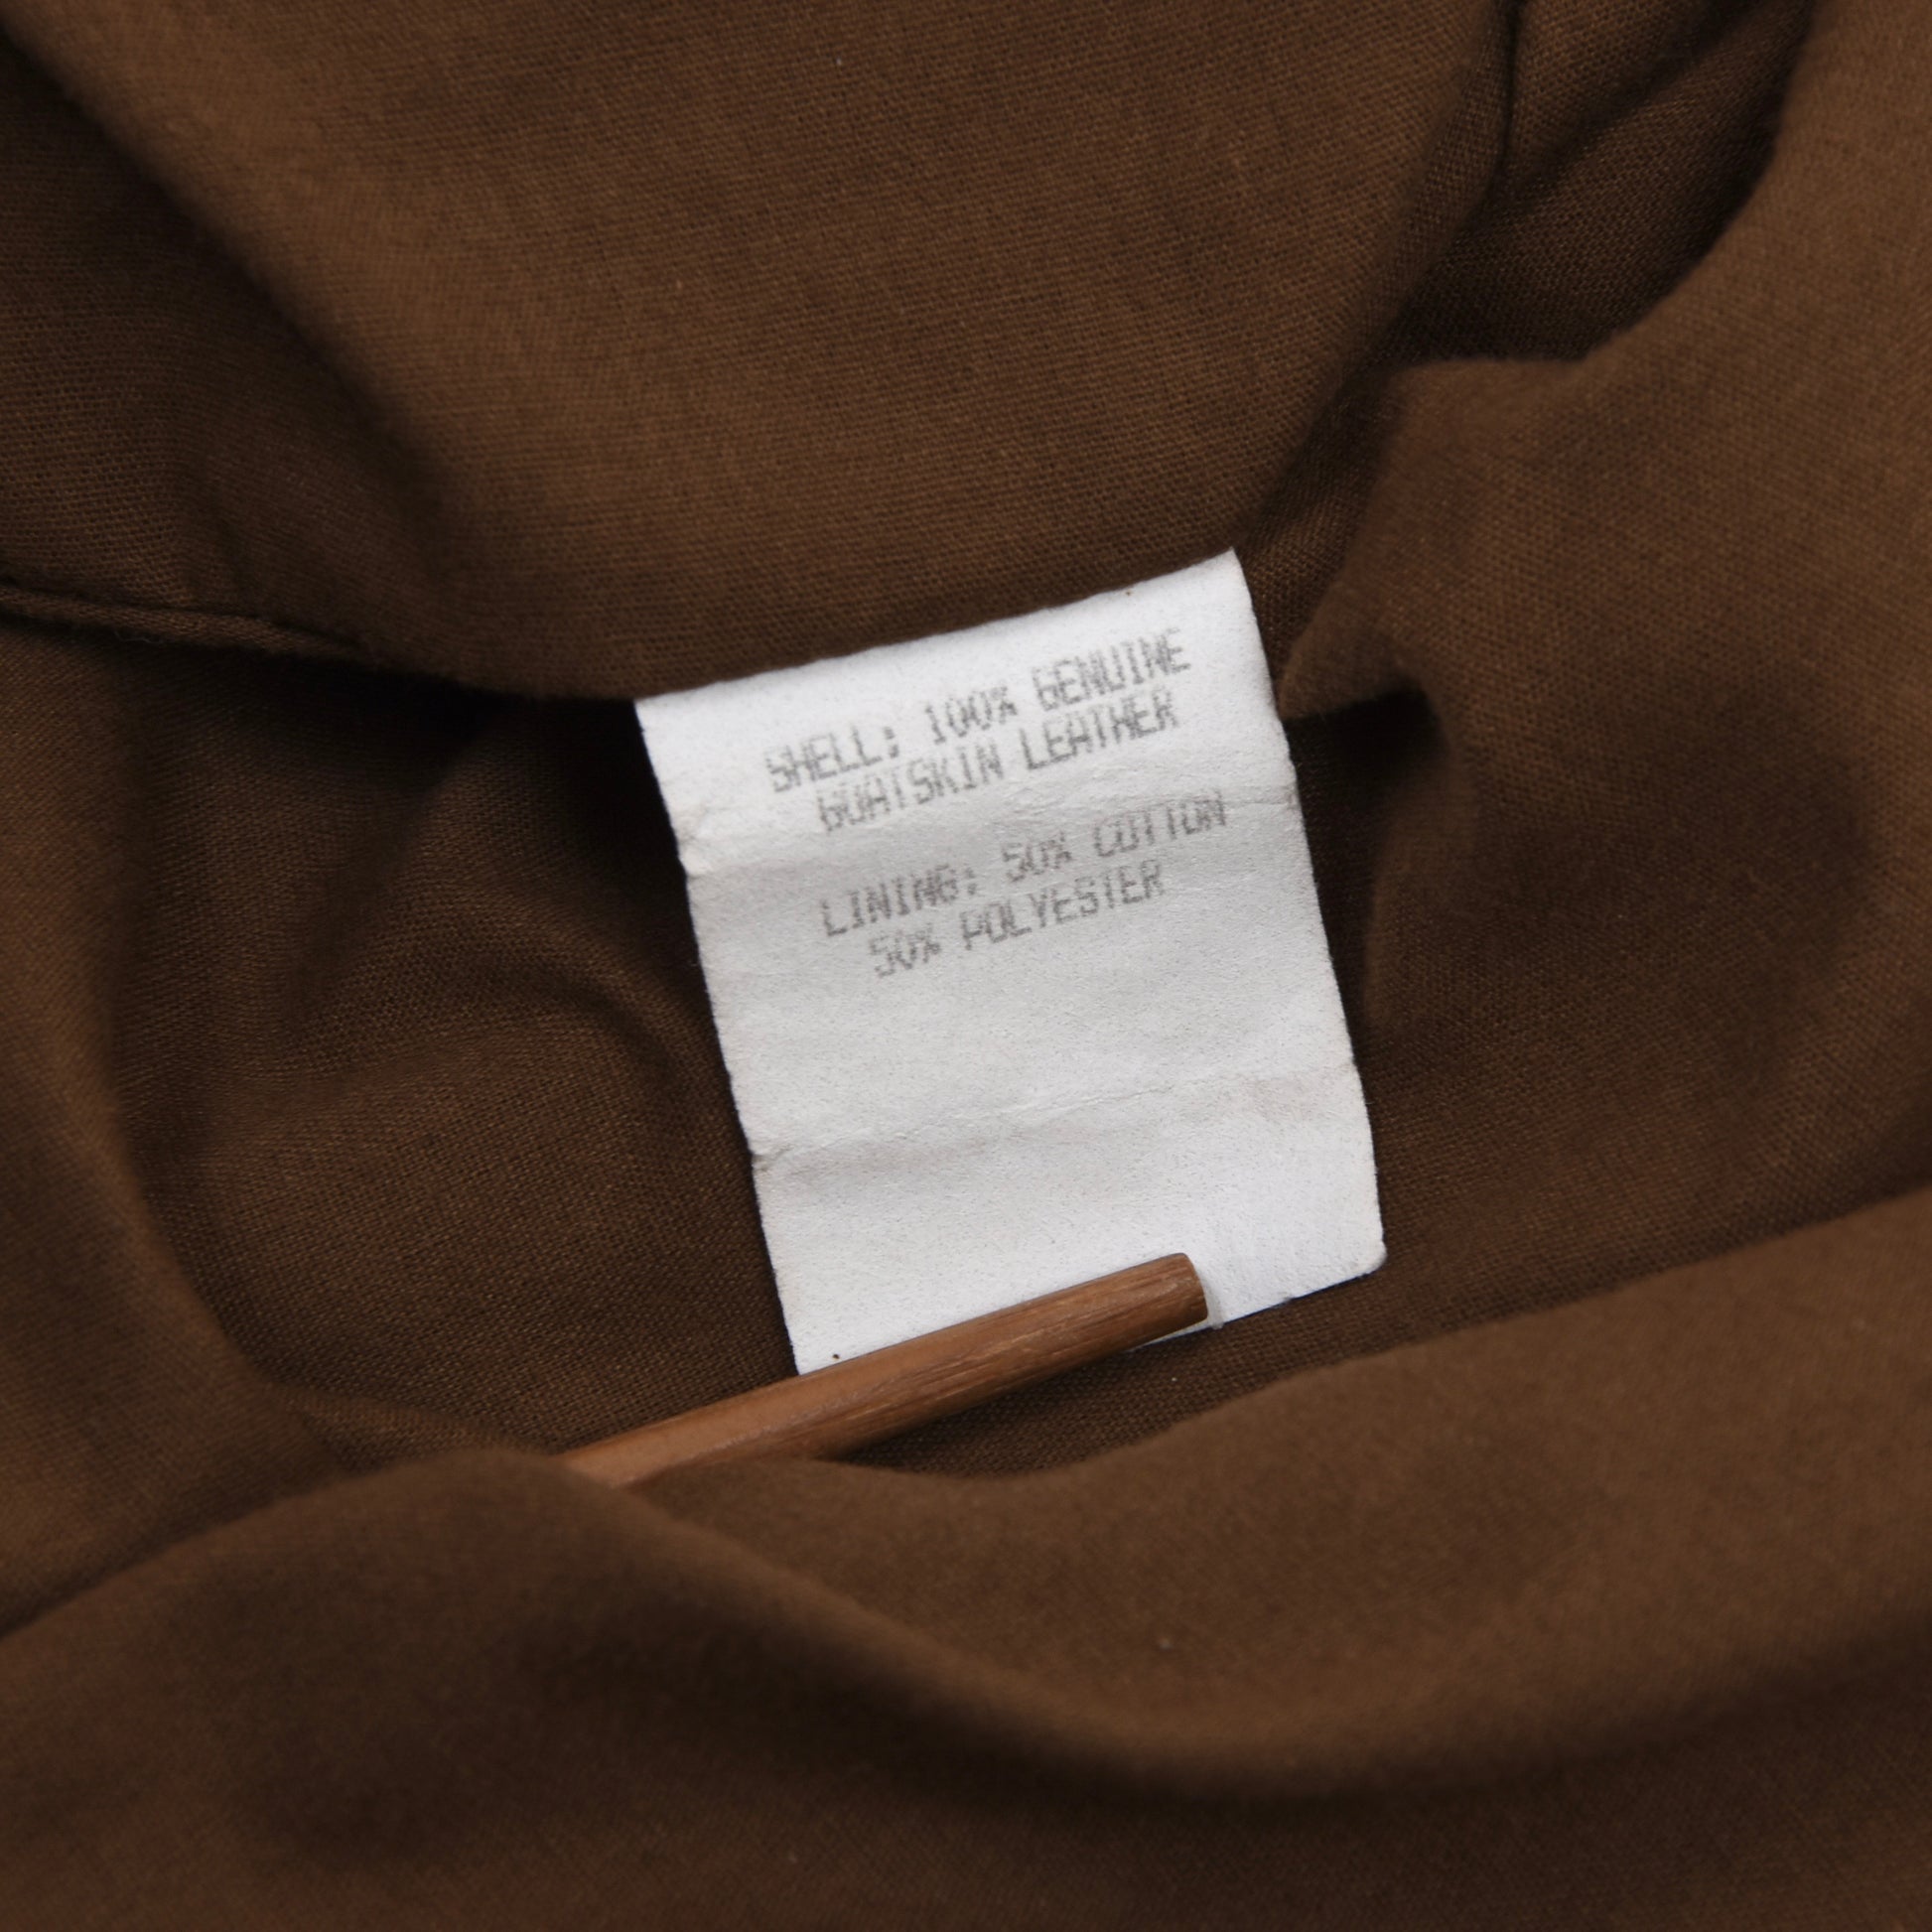 SHELL: 100% GENUINE
GOATSKIN LEATHER
LINING: 50% COTTON
50% POLYESTER